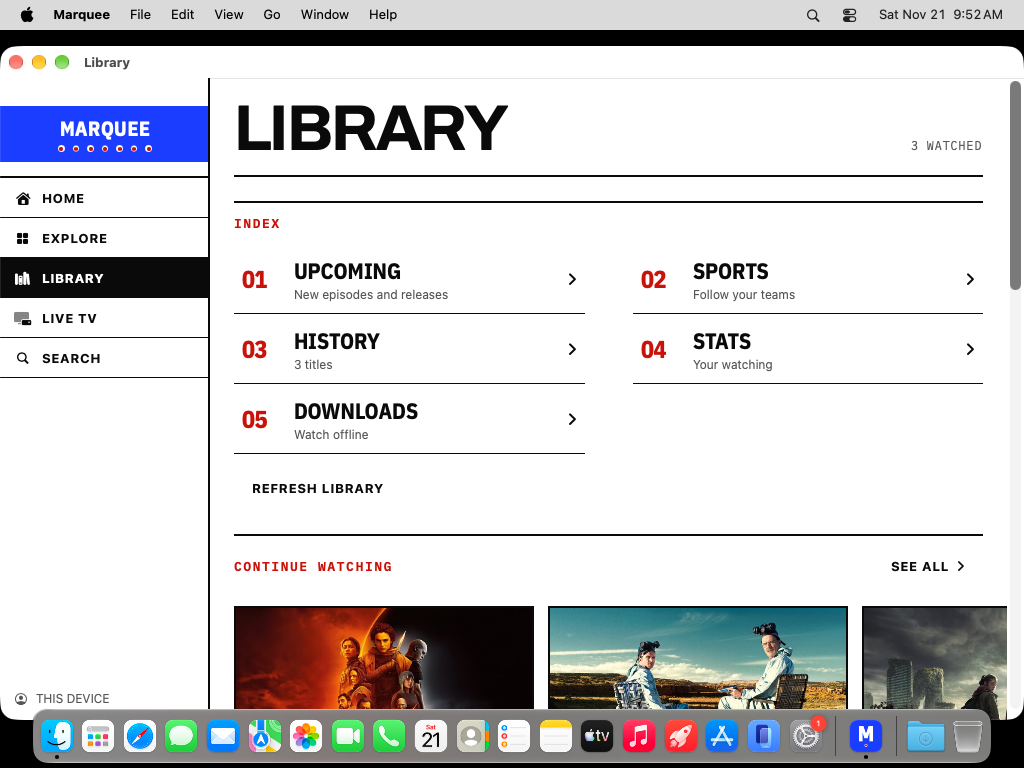 Marquee File Edit View Go Window Help Sat Nov 21 9:52 AM
Library
MARQUEE
HOME
EXPLORE
LIBRARY
LIVE TV
SEARCH
THIS DEVICE
LIBRARY
3 WATCHED
INDEX
01 UPCOMING
New episodes and releases
02 SPORTS
Follow your teams
03 HISTORY
3 titles
04 STATS
Your watching
05 DOWNLOADS
Watch offline
REFRESH LIBRARY
CONTINUE WATCHING
SEE ALL
Sat
21
tv
1
M